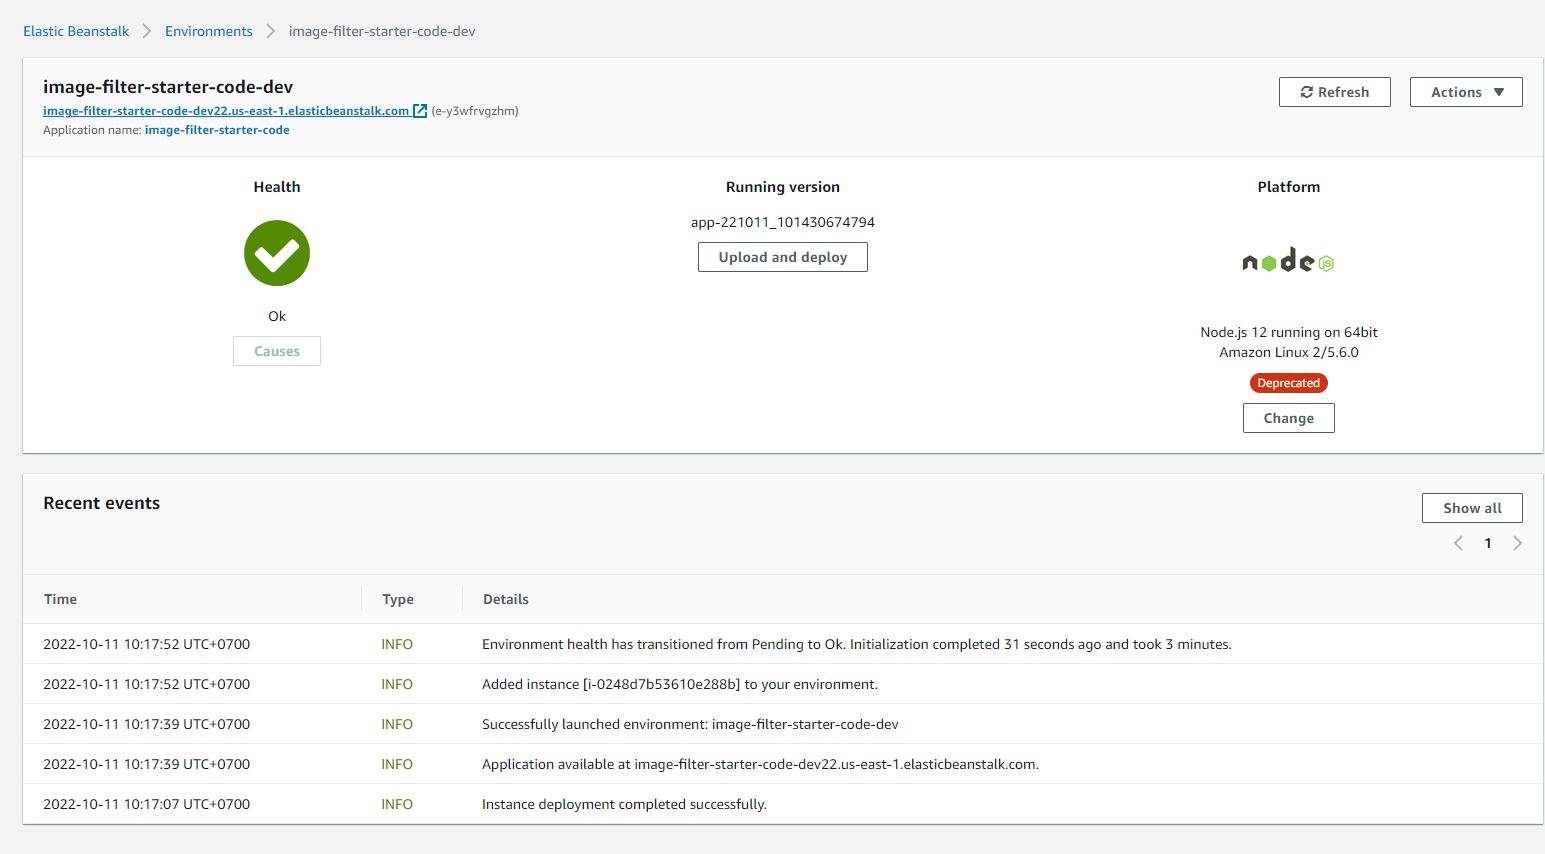 Elastic Beanstalk > Environments > image-filter-starter-code-dev
image-filter-starter-code-dev
image-filter-starter-code-dev22.us-east-1.elasticbeanstalk.com (e-y3wfrvgzhm)
Application name: image-filter-starter-code
Refresh
Actions ▼
Health
Ok
Causes
Running version
app-221011_101430674794
Upload and deploy
Platform
node JS
Node.js 12 running on 64bit
Amazon Linux 2/5.6.0
Deprecated
Change
Recent events
Show all
< 1 >
Time Type Details
2022-10-11 10:17:52 UTC+0700 INFO Environment health has transitioned from Pending to Ok. Initialization completed 31 seconds ago and took 3 minutes.
2022-10-11 10:17:52 UTC+0700 INFO Added instance [i-0248d7b53610e288b] to your environment.
2022-10-11 10:17:39 UTC+0700 INFO Successfully launched environment: image-filter-starter-code-dev
2022-10-11 10:17:39 UTC+0700 INFO Application available at image-filter-starter-code-dev22.us-east-1.elasticbeanstalk.com.
2022-10-11 10:17:07 UTC+0700 INFO Instance deployment completed successfully.